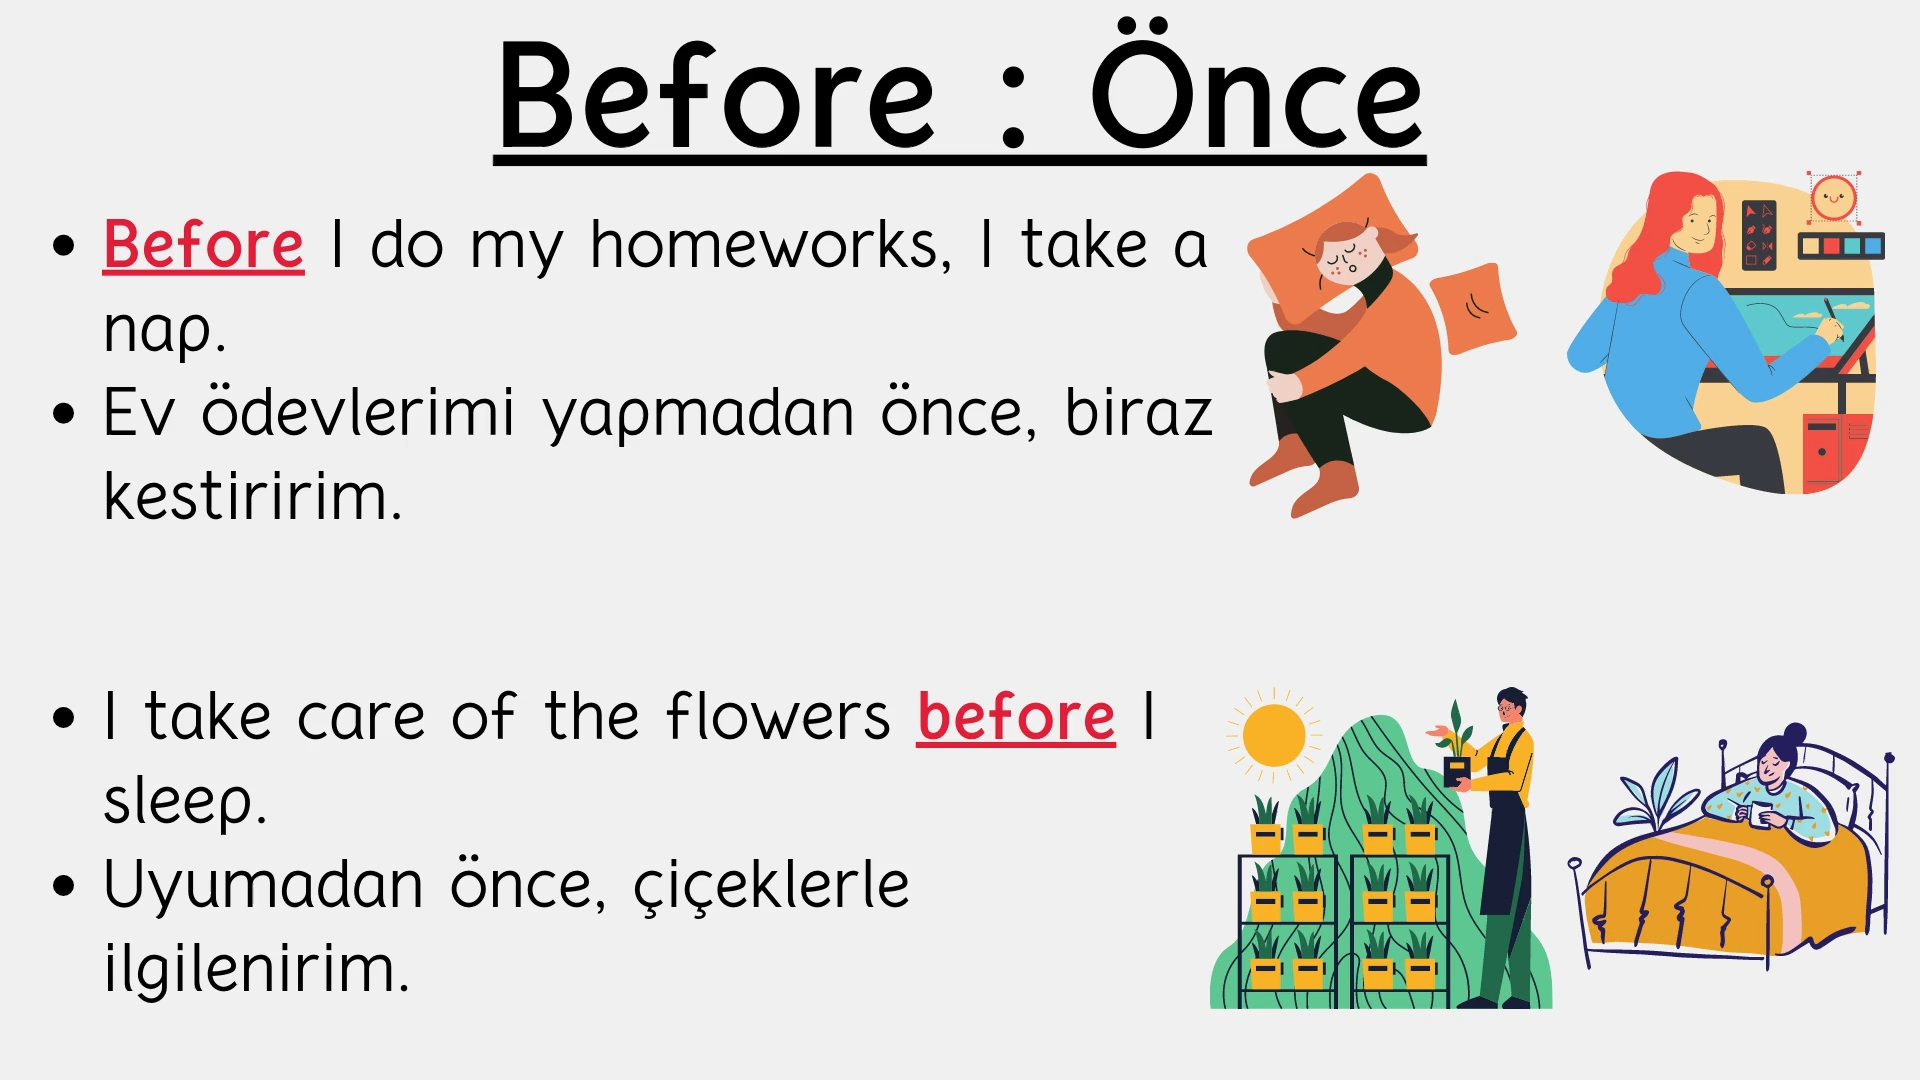 Before : Önce
Before I do my homeworks, I take a
nap.
Ev ödevlerimi yapmadan önce, biraz
kestiririm.
I take care of the flowers before I
sleep.
Uyumadan önce, çiçeklerle
ilgilenirim.